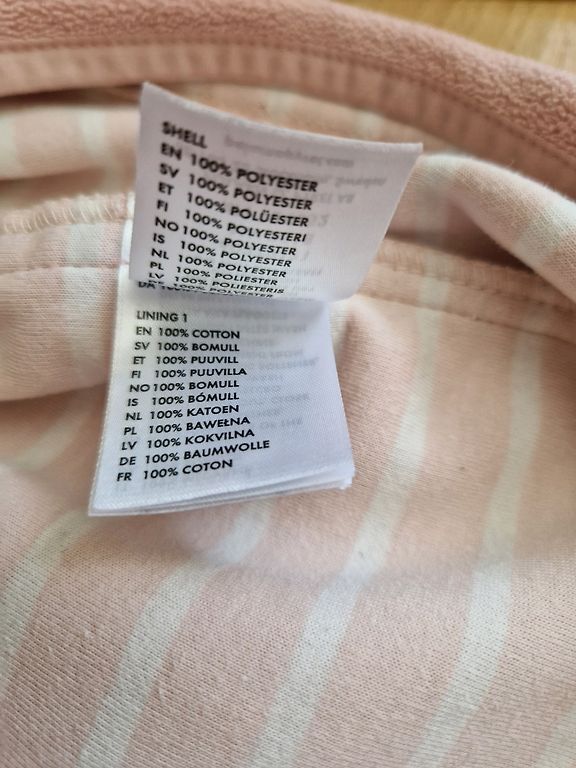 SHELL
EN 100% POLYESTER
SV 100% POLYESTER
ET 100% POLÜESTER
FI 100% POLYESTERI
NO 100% POLYESTER
IS 100% POLYESTER
NL 100% POLYESTER
PL 100% POLIESTER
LV 100% POLIESTERIS
100% POLYESTER
LINING 1
EN 100% COTTON
SV 100% BOMULL
ET 100% PUUVILL
FI 100% PUUVILLA
NO 100% BOMULL
IS 100% BÓMULL
NL 100% KATOEN
PL 100% BAWEŁNA
LV 100% KOKVILNA
DE 100% BAUMWOLLE
FR 100% COTON